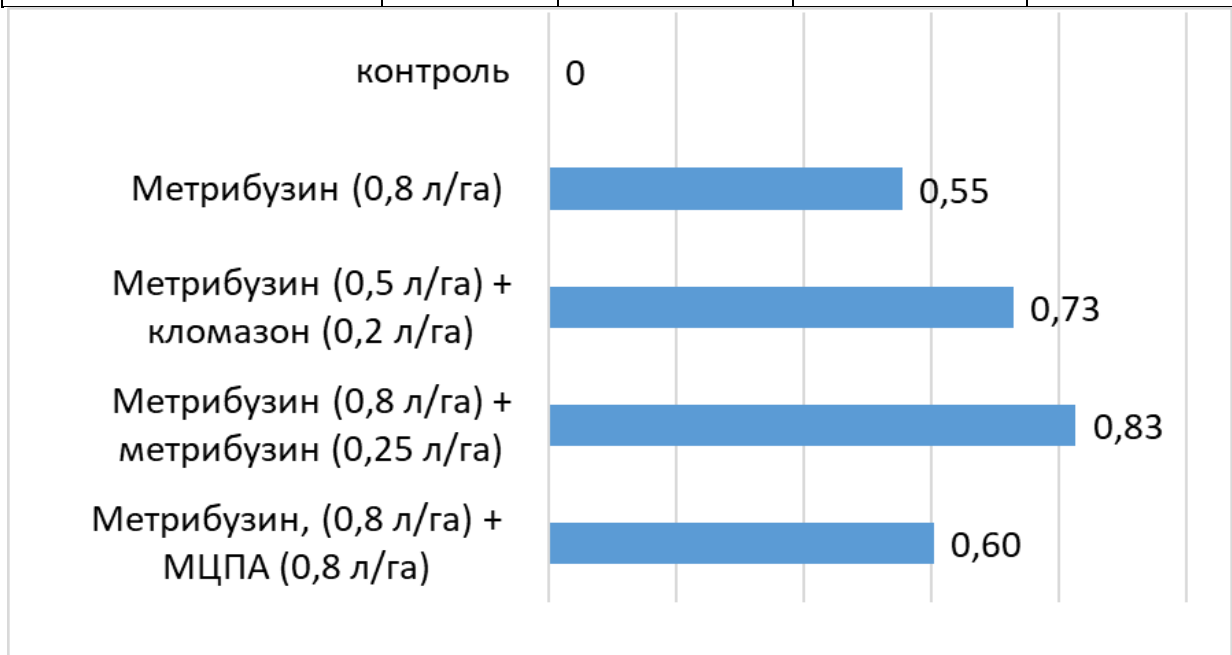 контроль 0
Метрибузин (0,8 л/га) 0,55
Метрибузин (0,5 л/га) +
кломазон (0,2 л/га) 0,73
Метрибузин (0,8 л/га) +
метрибузин (0,25 л/га) 0,83
Метрибузин, (0,8 л/га) +
МЦПА (0,8 л/га) 0,60